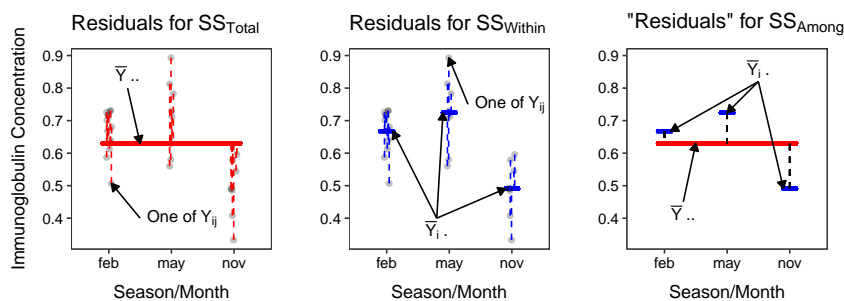 Residuals for SSTotal
Residuals for SSWithin
"Residuals" for SSAmong
Immunoglobulin Concentration
0.9
0.8
0.7
0.6
0.5
0.4
Y̅ ..
One of Yij
feb
may
nov
Season/Month
0.9
0.8
0.7
0.6
0.5
0.4
One of Yij
Y̅i .
feb
may
nov
Season/Month
0.9
0.8
0.7
0.6
0.5
0.4
Y̅i .
Y̅ ..
feb
may
nov
Season/Month